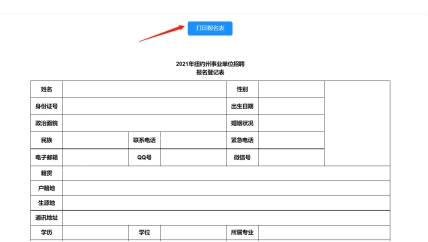 打印报名表
2021年纽约州事业单位招聘
报名登记表
姓名 性别
身份证号 出生日期
政治面貌 婚姻状况
民族 联系电话 紧急电话
电子邮箱 QQ号 微信号
籍贯
户籍地
生源地
通讯地址
学历 学位 所属专业